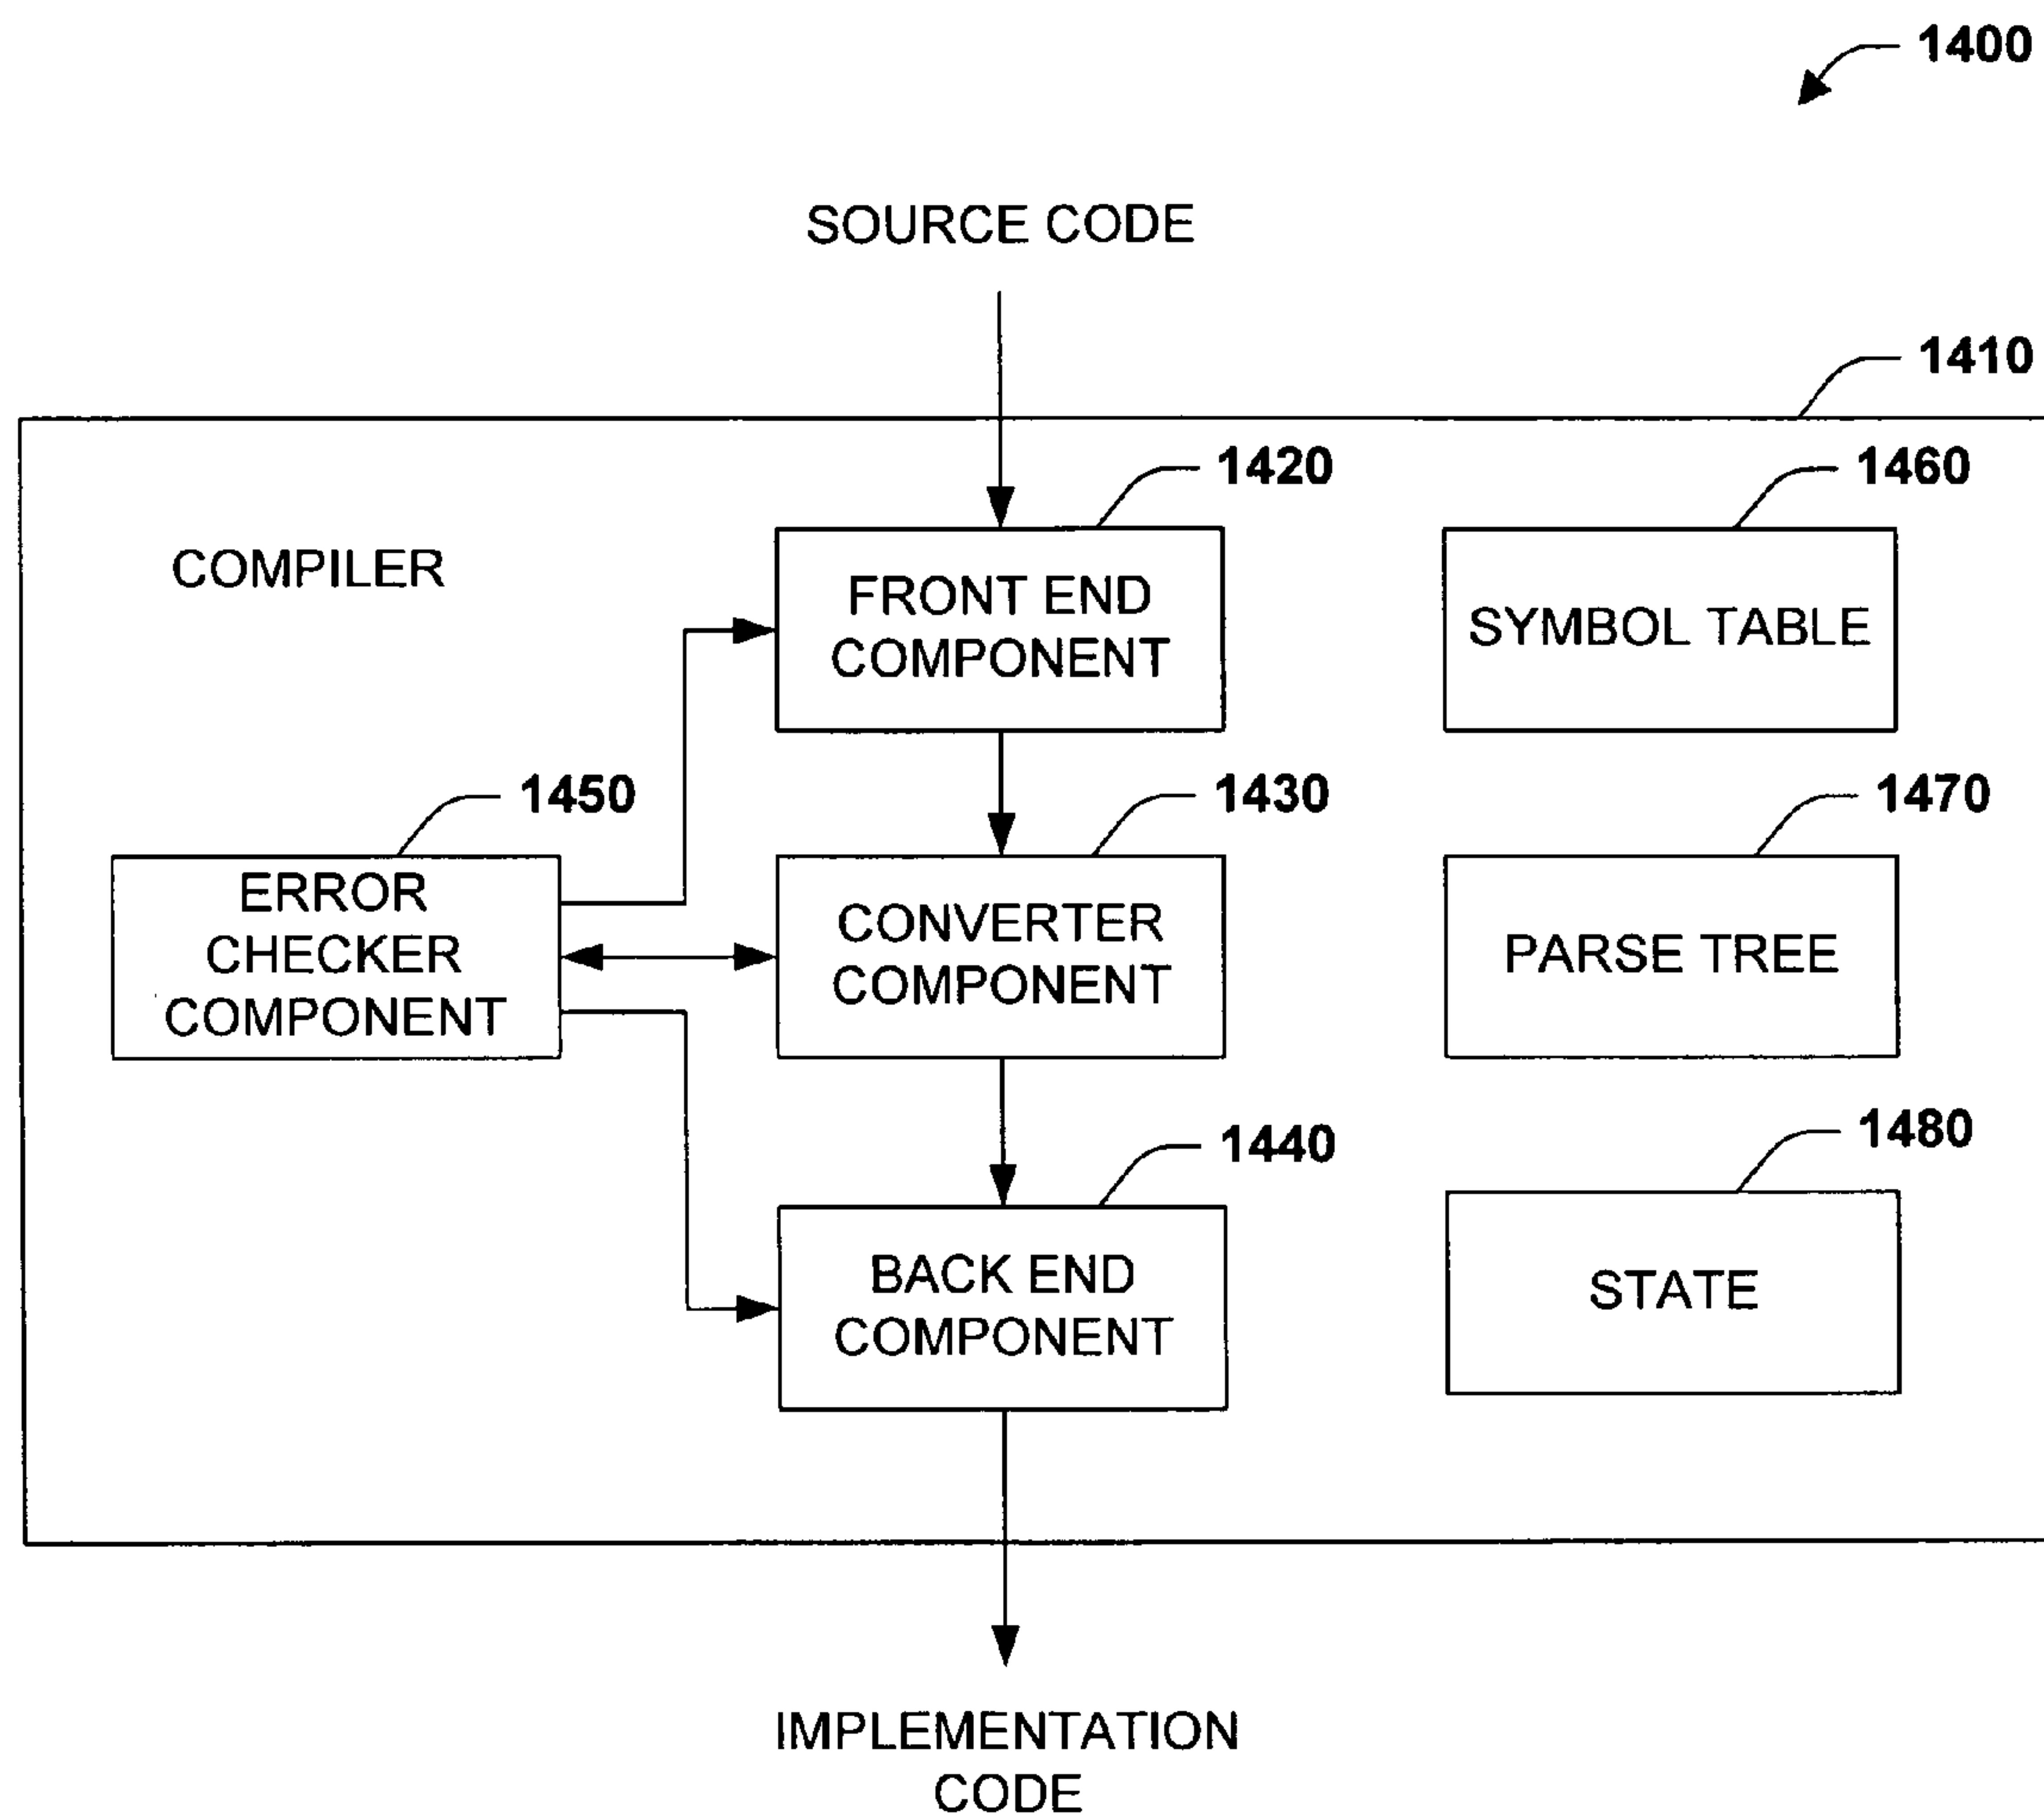 1400
SOURCE CODE
1410
1420
1460
COMPILER
FRONT END
COMPONENT
SYMBOL TABLE
1450
1430
1470
ERROR
CHECKER
COMPONENT
CONVERTER
COMPONENT
PARSE TREE
1440
1480
BACK END
COMPONENT
STATE
IMPLEMENTATION
CODE